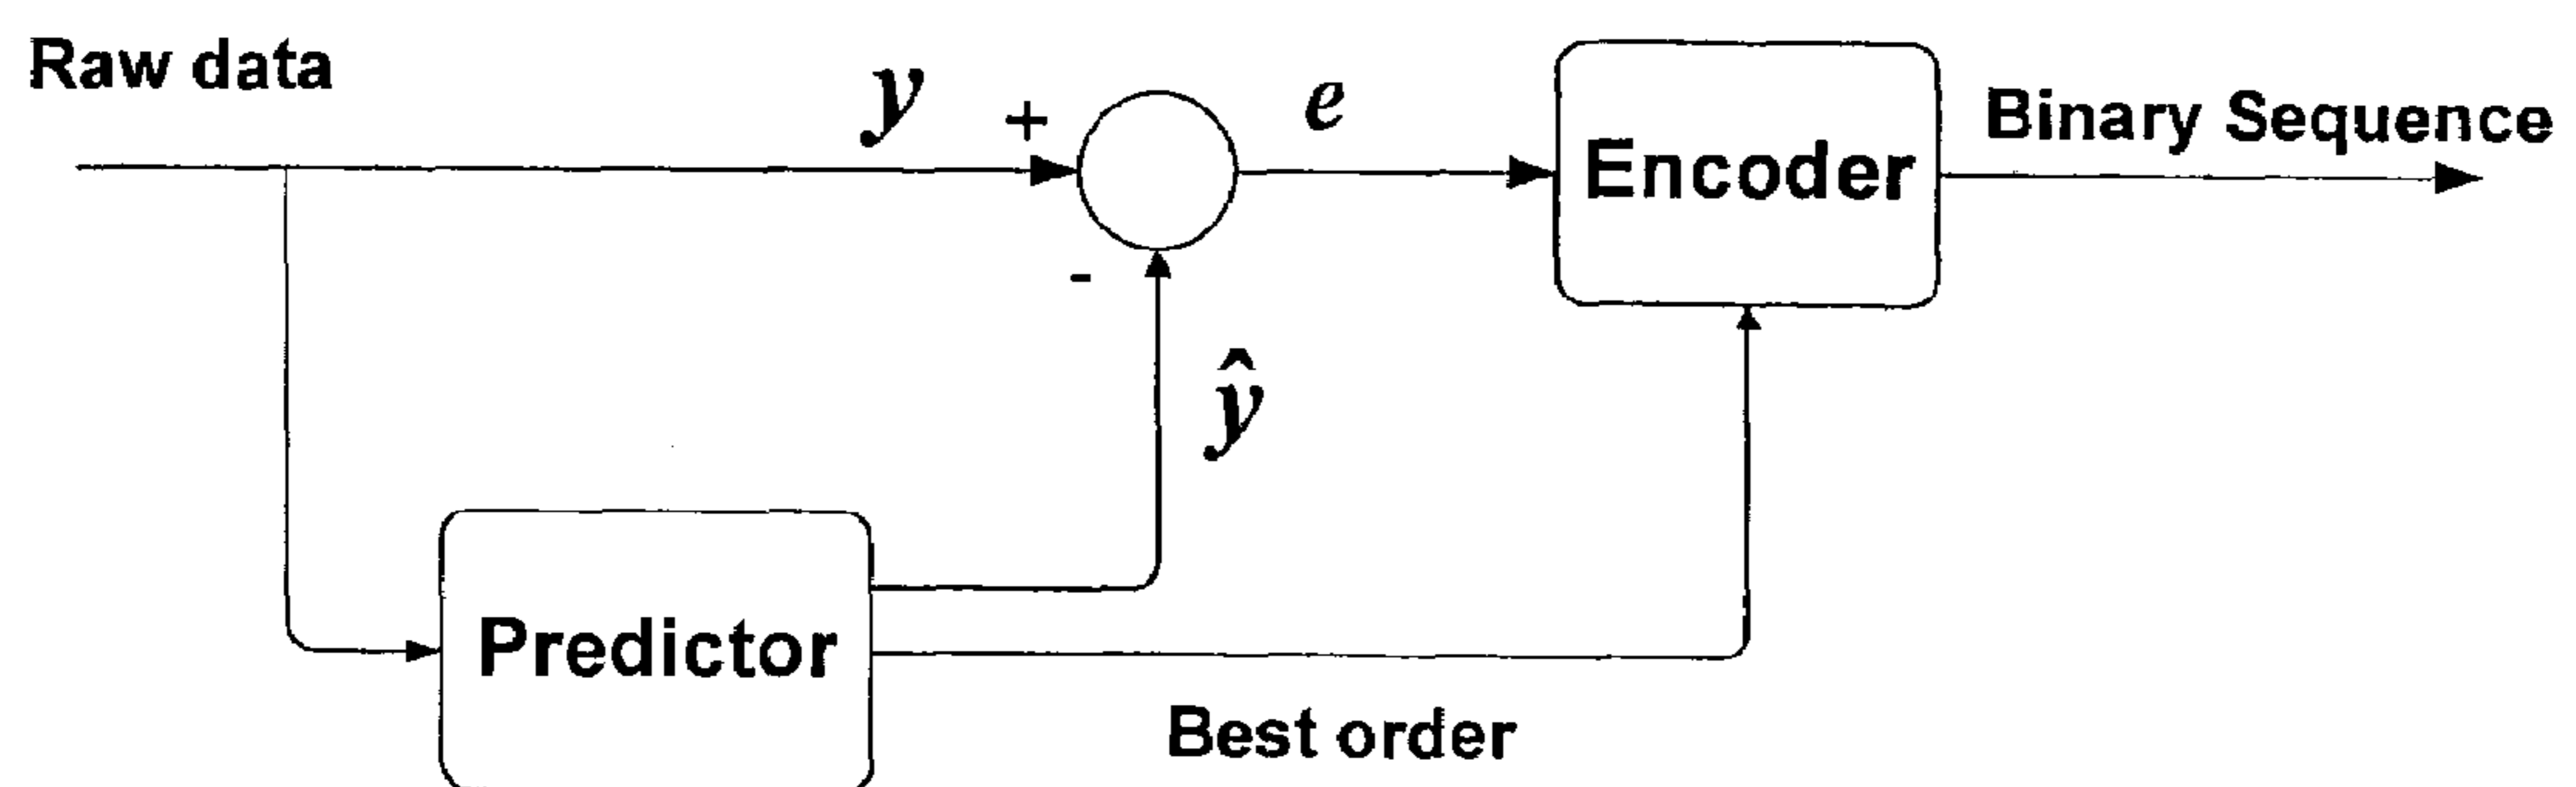 Raw data
y
+
e
Encoder
Binary Sequence
-
ŷ
Predictor
Best order